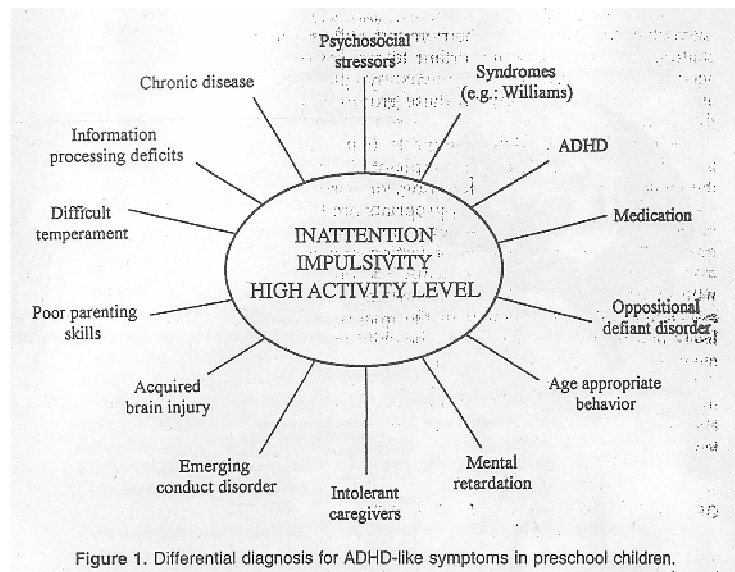 Psychosocial
stressors
Syndromes
(e.g.: Williams)
ADHD
Medication
Oppositional
defiant disorder
Age appropriate
behavior
Mental
retardation
Intolerant
caregivers
Emerging
conduct disorder
Acquired
brain injury
Poor parenting
skills
Difficult
temperament
Information
processing deficits
Chronic disease
INATTENTION
IMPULSIVITY
HIGH ACTIVITY LEVEL
Figure 1. Differential diagnosis for ADHD-like symptoms in preschool children.